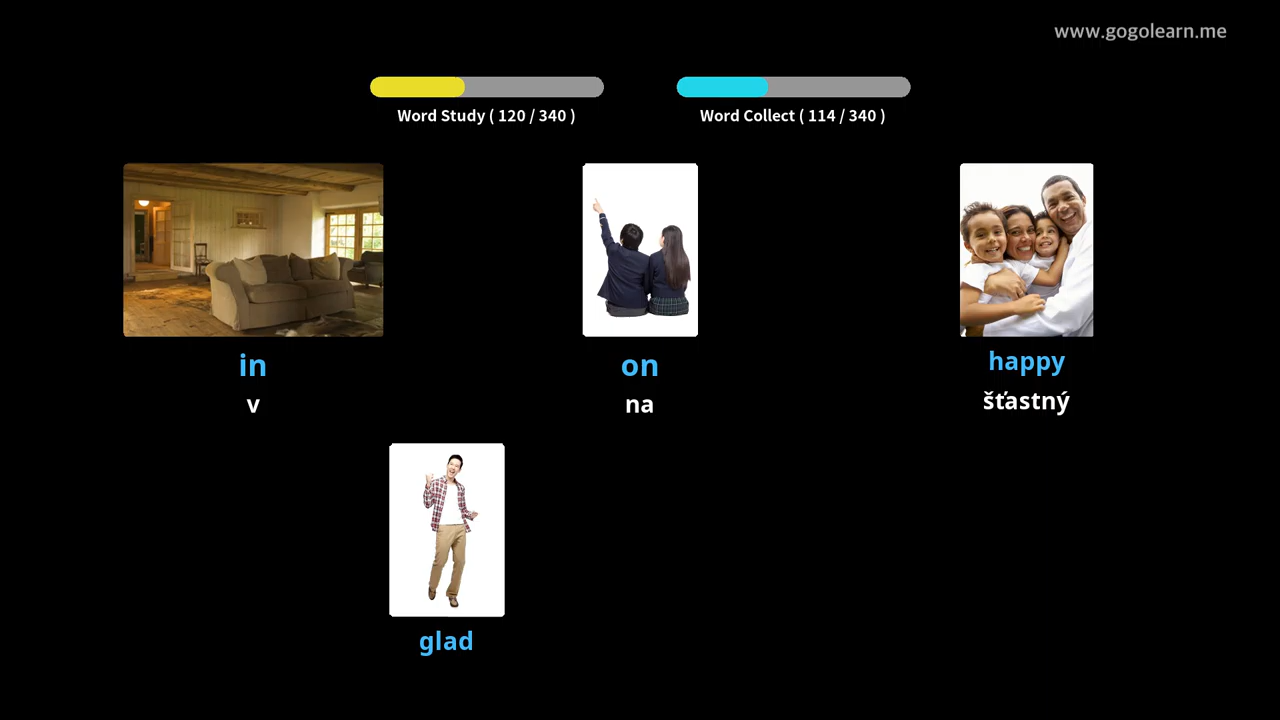 www.gogolearn.me
Word Study ( 120 / 340 )
Word Collect ( 114 / 340 )
in
v
on
na
happy
šťastný
glad